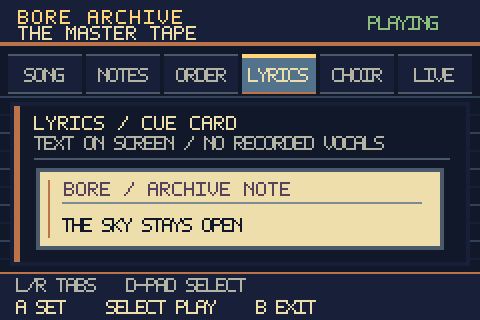 BORE ARCHIVE
THE MASTER TAPE
PLAYING
SONG NOTES ORDER LYRICS CHOIR LIVE
LYRICS / CUE CARD
TEXT ON SCREEN / NO RECORDED VOCALS
BORE / ARCHIVE NOTE
THE SKY STAYS OPEN
L/R TABS D-PAD SELECT
A SET SELECT PLAY B EXIT